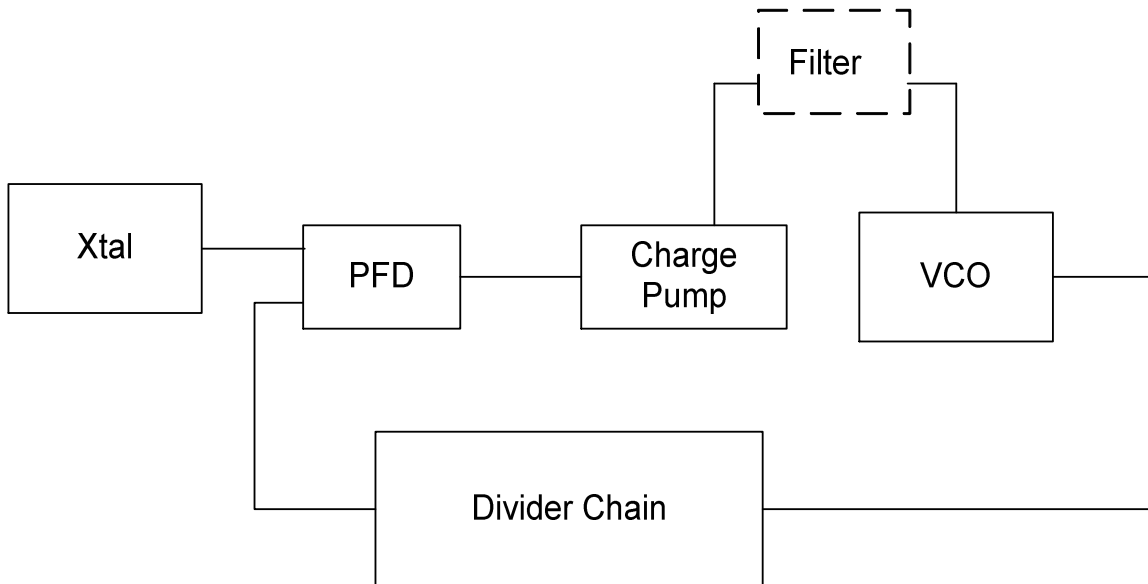 Filter
Xtal
PFD
Charge
Pump
VCO
Divider Chain